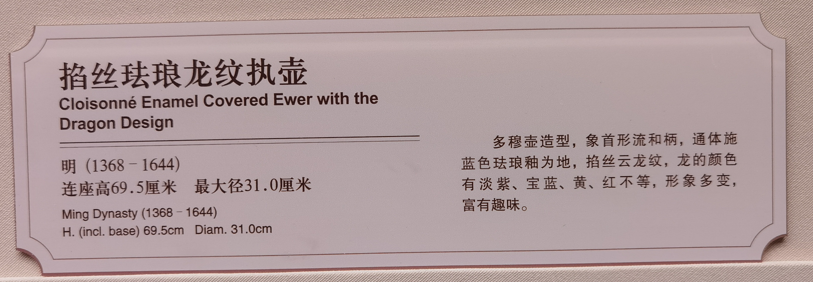 掐丝珐琅龙纹执壶
Cloisonné Enamel Covered Ewer with the
Dragon Design
明（1368－1644）
连座高69.5厘米　最大径31.0厘米
Ming Dynasty (1368－1644)
H. (incl. base) 69.5cm   Diam. 31.0cm
多穆壶造型，象首形流和柄，通体施
蓝色珐琅釉为地，掐丝云龙纹，龙的颜色
有淡紫、宝蓝、黄、红不等，形象多变，
富有趣味。